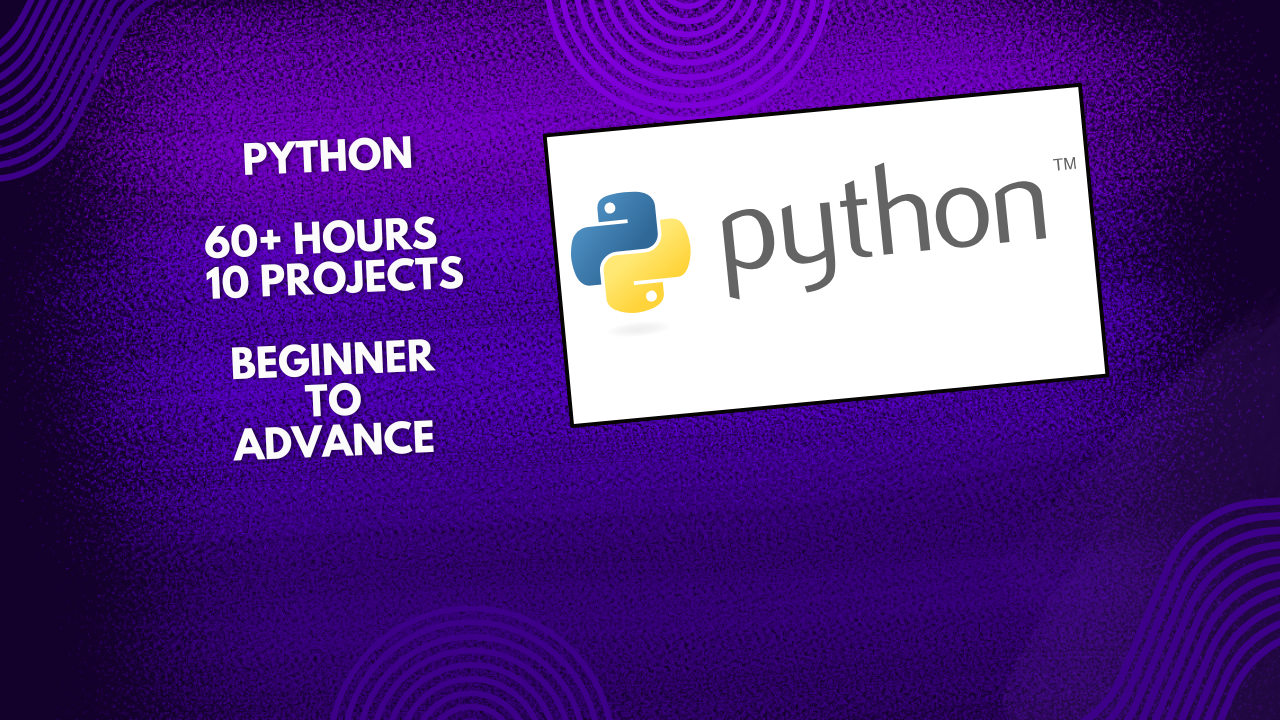 PYTHON
60+ HOURS
10 PROJECTS
BEGINNER
TO
ADVANCE
python TM